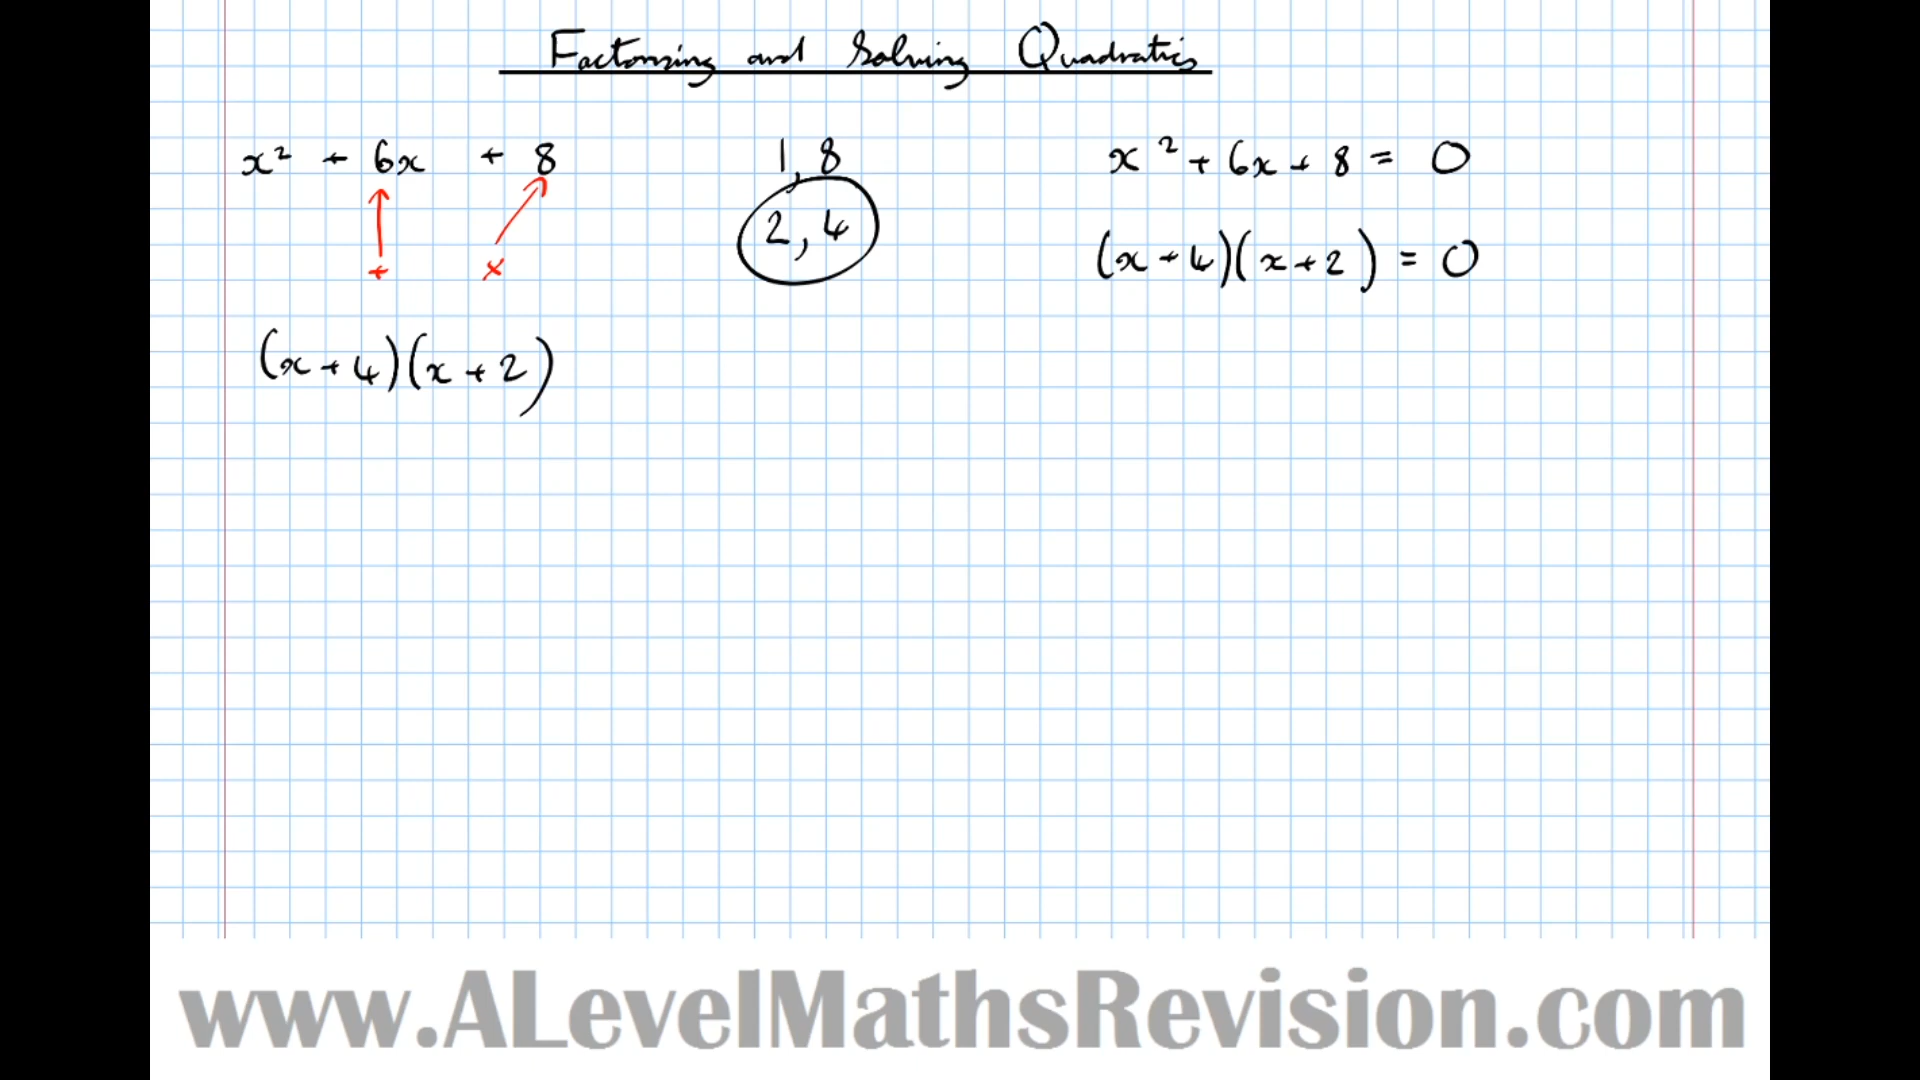 Factorising and Solving Quadratics
x² + 6x + 8
+ ×
(x+4)(x+2)
1, 8
2, 4
x² + 6x + 8 = 0
(x+4)(x+2) = 0
www.ALevelMathsRevision.com